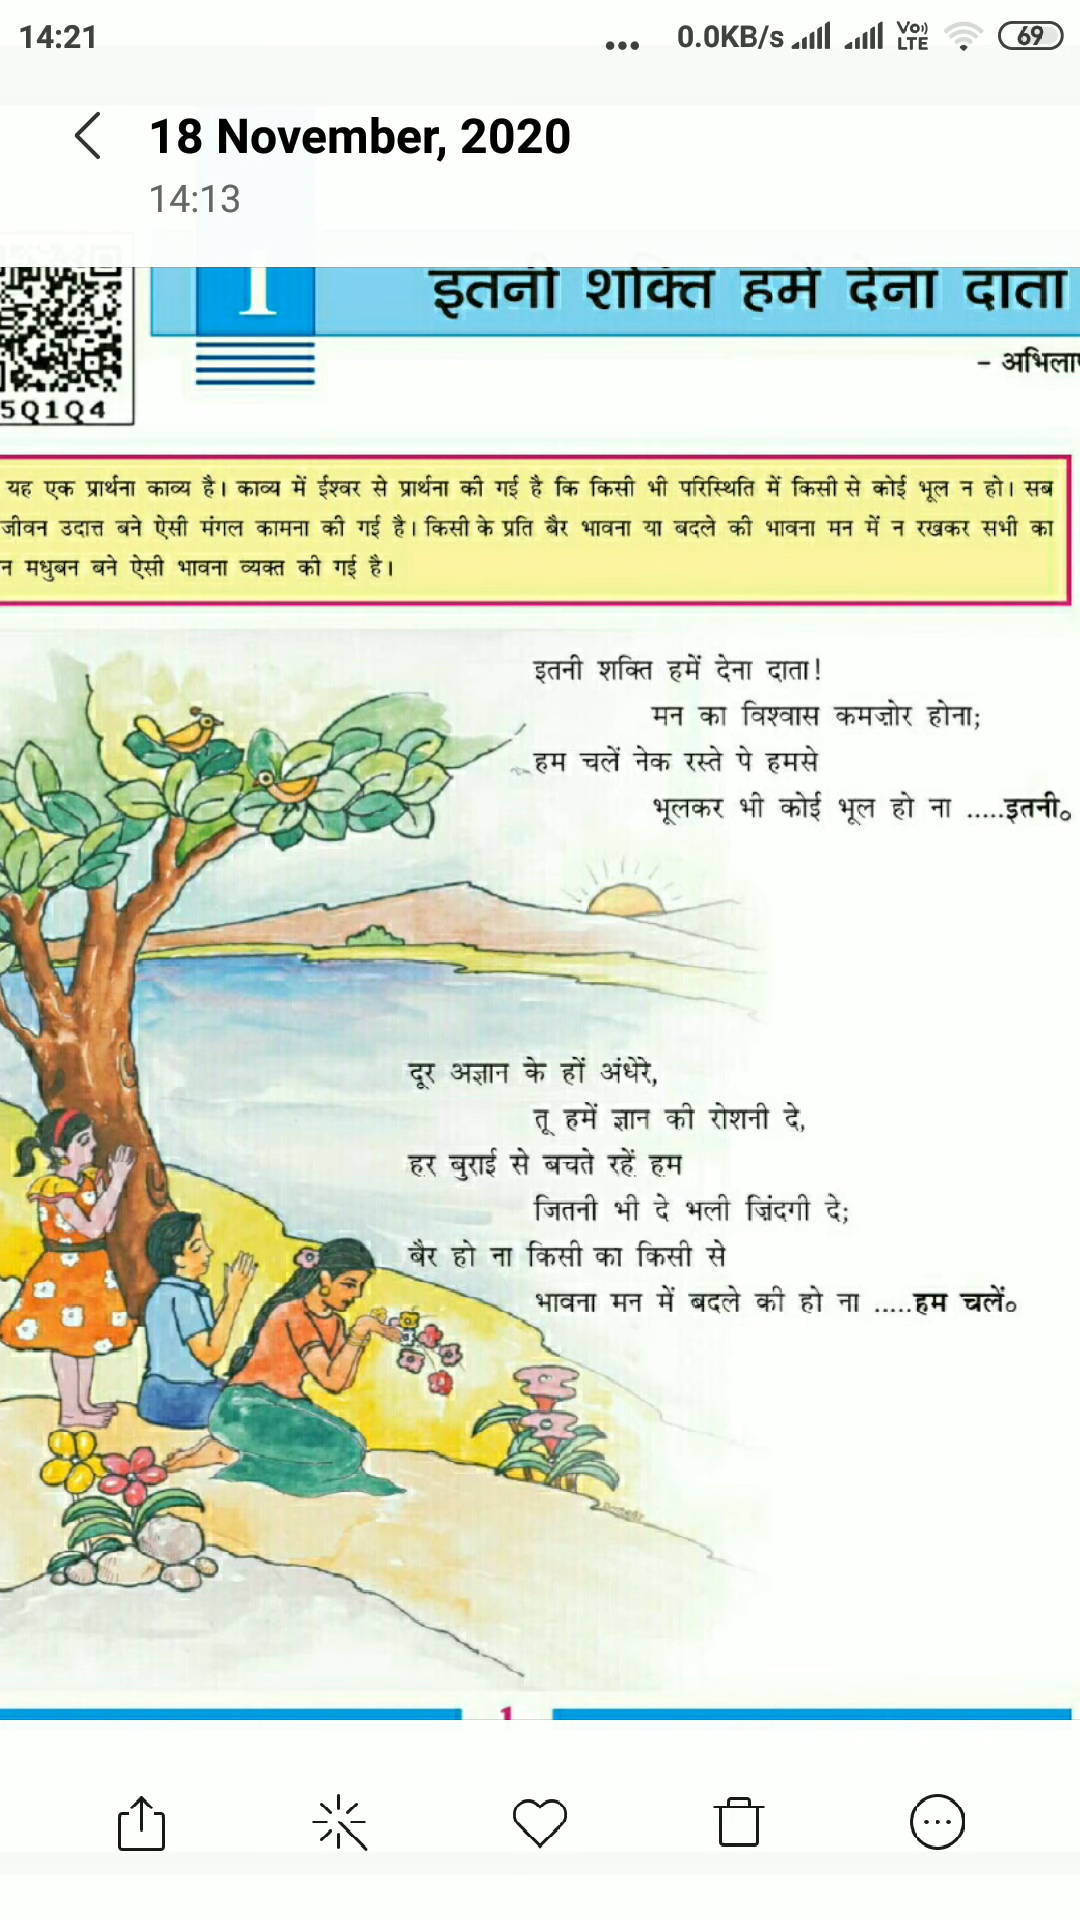 14:21
... 0.0KB/s Vo)) LTE 69
18 November, 2020
14:13
1 इतनी शक्ति हमें देना दाता
5Q1Q4
यह एक प्रार्थना काव्य है। काव्य में ईश्वर से प्रार्थना की गई है कि किसी भी परिस्थिति में किसी से कोई भूल न हो। सब
जीवन उदात्त बने ऐसी मंगल कामना की गई है। किसी के प्रति बैर भावना या बदले की भावना मन में न रखकर सभी का
न मधुबन बने ऐसी भावना व्यक्त की गई है।
इतनी शक्ति हमें देना दाता!
मन का विश्वास कमज़ोर होना;
हम चलें नेक रस्ते पे हमसे
भूलकर भी कोई भूल हो ना .....इतनी०
दूर अज्ञान के हों अंधेरे,
तू हमें ज्ञान की रोशनी दे,
हर बुराई से बचते रहें हम
जितनी भी दे भली ज़िंदगी दे;
बैर हो ना किसी का किसी से
भावना मन में बदले की हो ना .....हम चलें०
1